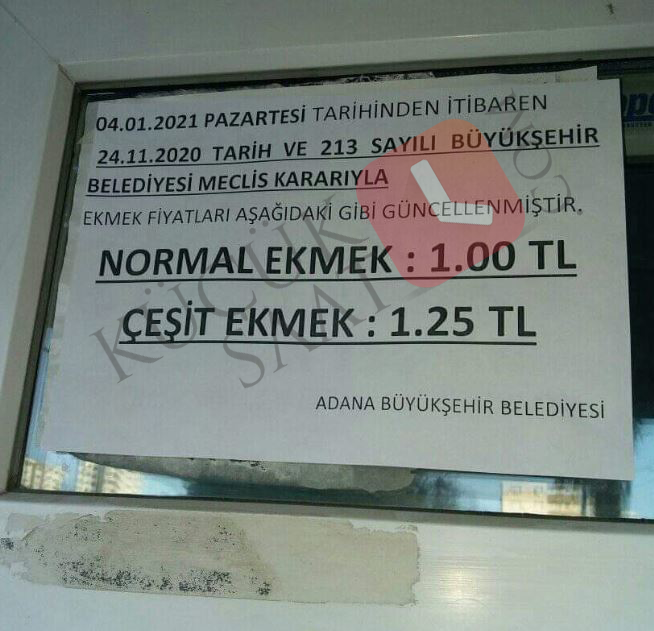 04.01.2021 PAZARTESİ TARİHİNDEN İTİBAREN
24.11.2020 TARİH VE 213 SAYILI BÜYÜKŞEHİR
BELEDİYESİ MECLİS KARARIYLA
EKMEK FİYATLARI AŞAĞIDAKİ GİBİ GÜNCELLENMİŞTİR.
NORMAL EKMEK : 1.00 TL
ÇEŞİT EKMEK : 1.25 TL
ADANA BÜYÜKŞEHİR BELEDİYESİ
KÜÇÜK
SAAT